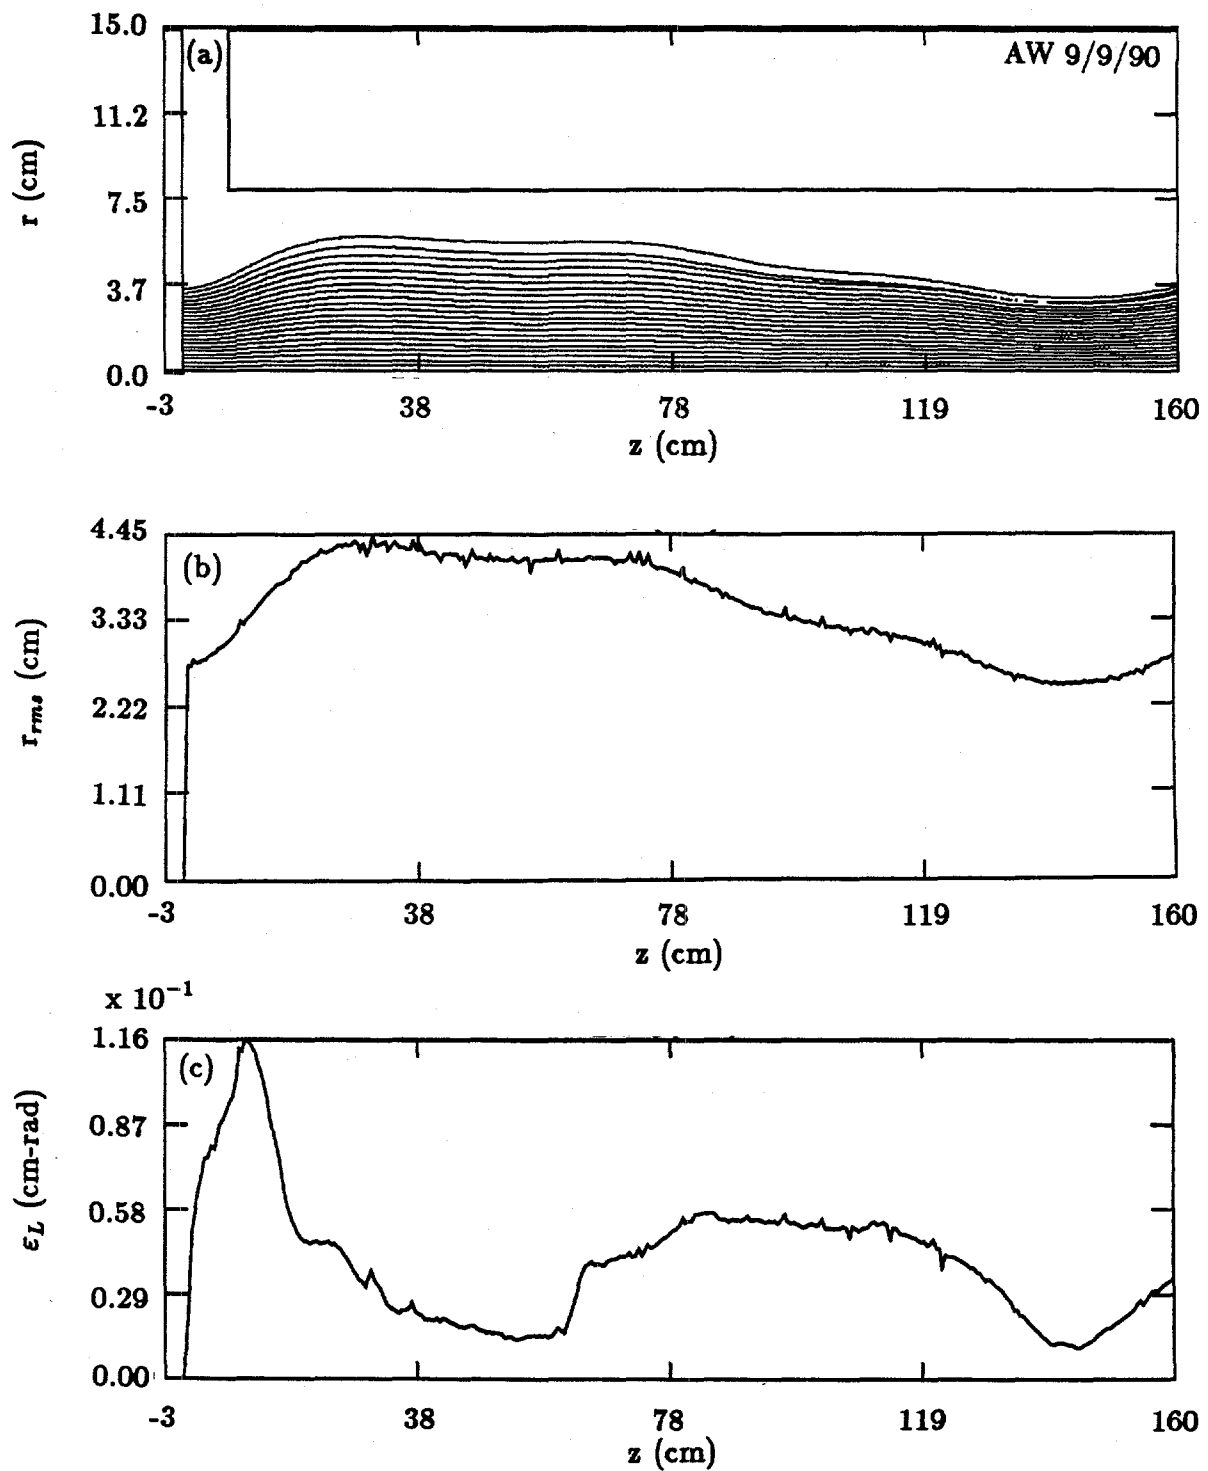 15.0
(a)
AW 9/9/90
11.2
7.5
3.7
0.0
r (cm)
-3 38 78 119 160
z (cm)
4.45
(b)
3.33
2.22
1.11
0.00
r_rms (cm)
-3 38 78 119 160
z (cm)
x 10^-1
1.16
(c)
0.87
0.58
0.29
0.00
ε_L (cm-rad)
-3 38 78 119 160
z (cm)